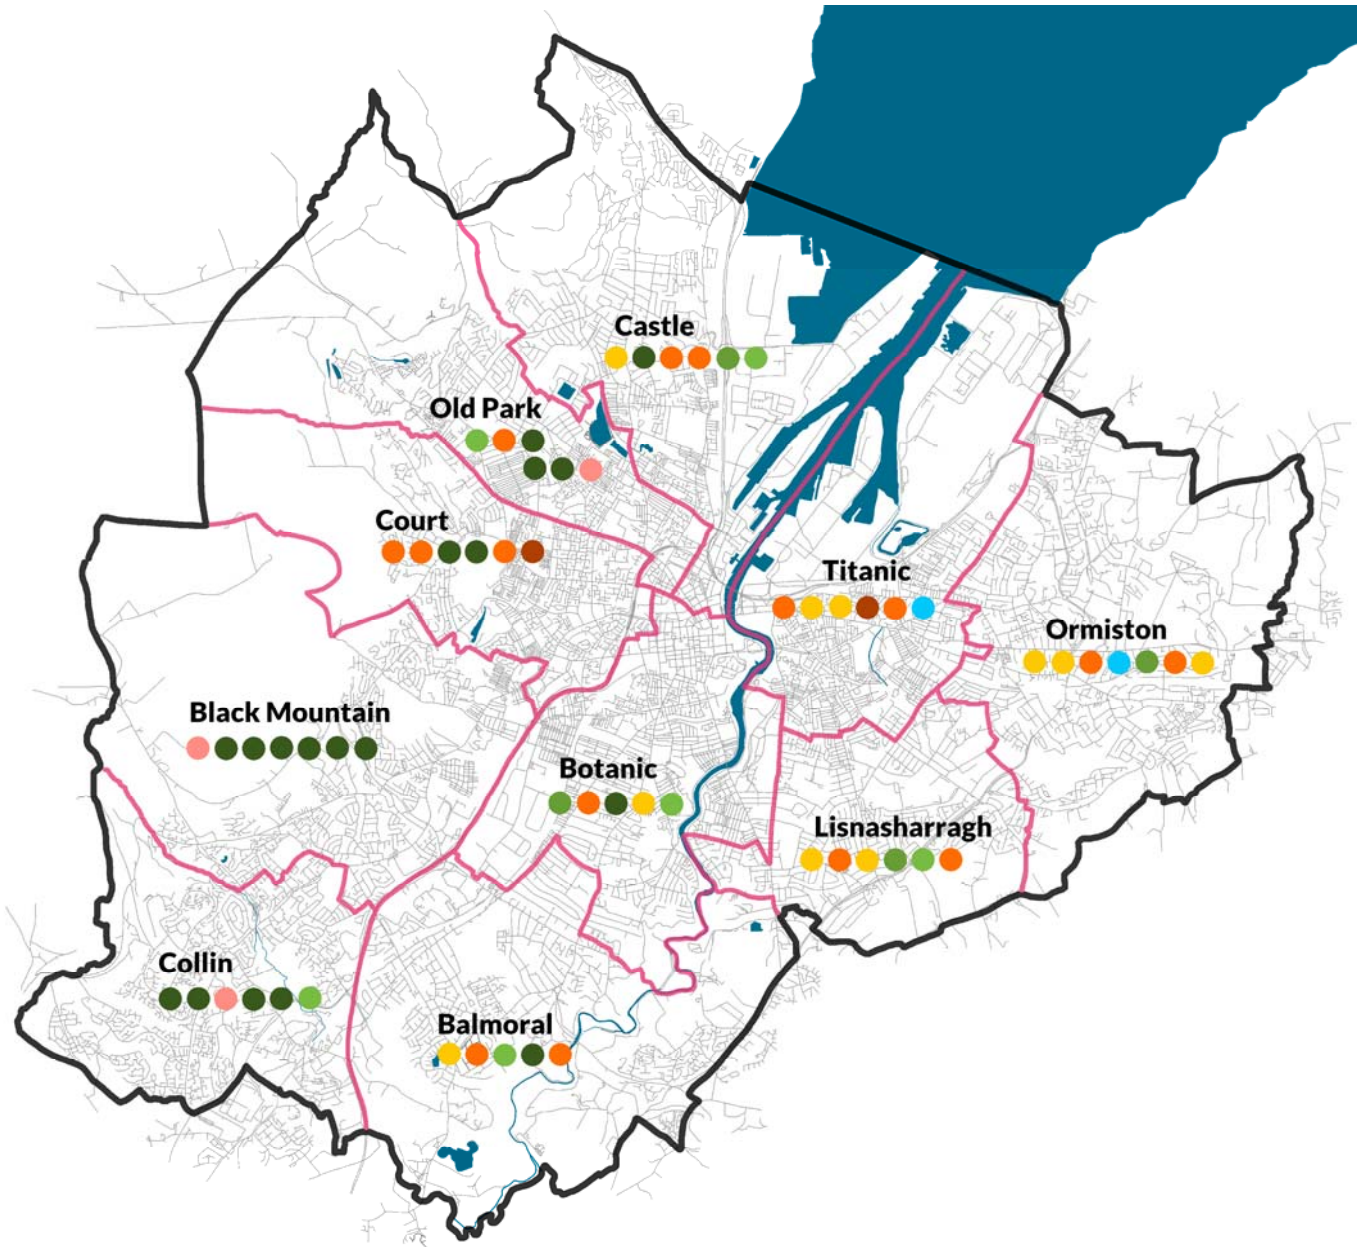 Castle
Old Park
Court
Titanic
Ormiston
Black Mountain
Botanic
Lisnasharragh
Collin
Balmoral